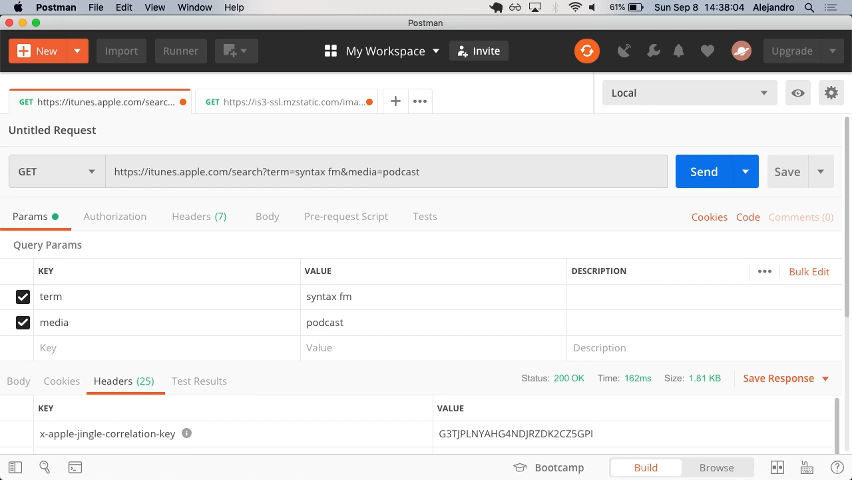 Postman File Edit View Window Help 61% Sun Sep 8 14:38:04 Alejandro
Postman
New Import Runner My Workspace Invite Upgrade
GET https://itunes.apple.com/searc... GET https://is3-ssl.mzstatic.com/ima... Local
Untitled Request
GET https://itunes.apple.com/search?term=syntax fm&media=podcast Send Save
Params Authorization Headers (7) Body Pre-request Script Tests Cookies Code Comments (0)
Query Params
KEY VALUE DESCRIPTION Bulk Edit
term syntax fm
media podcast
Key Value Description
Body Cookies Headers (25) Test Results Status: 200 OK Time: 162ms Size: 1.81 KB Save Response
KEY VALUE
x-apple-jingle-correlation-key G3TJPLNYAHG4NDJRZDK2CZ5GPI
Bootcamp Build Browse